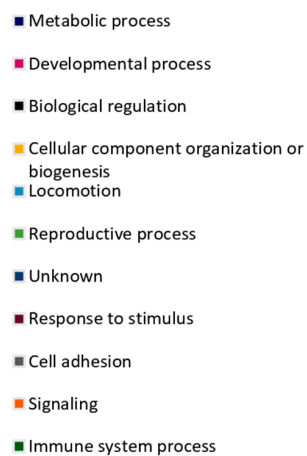 Metabolic process
Developmental process
Biological regulation
Cellular component organization or
biogenesis
Locomotion
Reproductive process
Unknown
Response to stimulus
Cell adhesion
Signaling
Immune system process